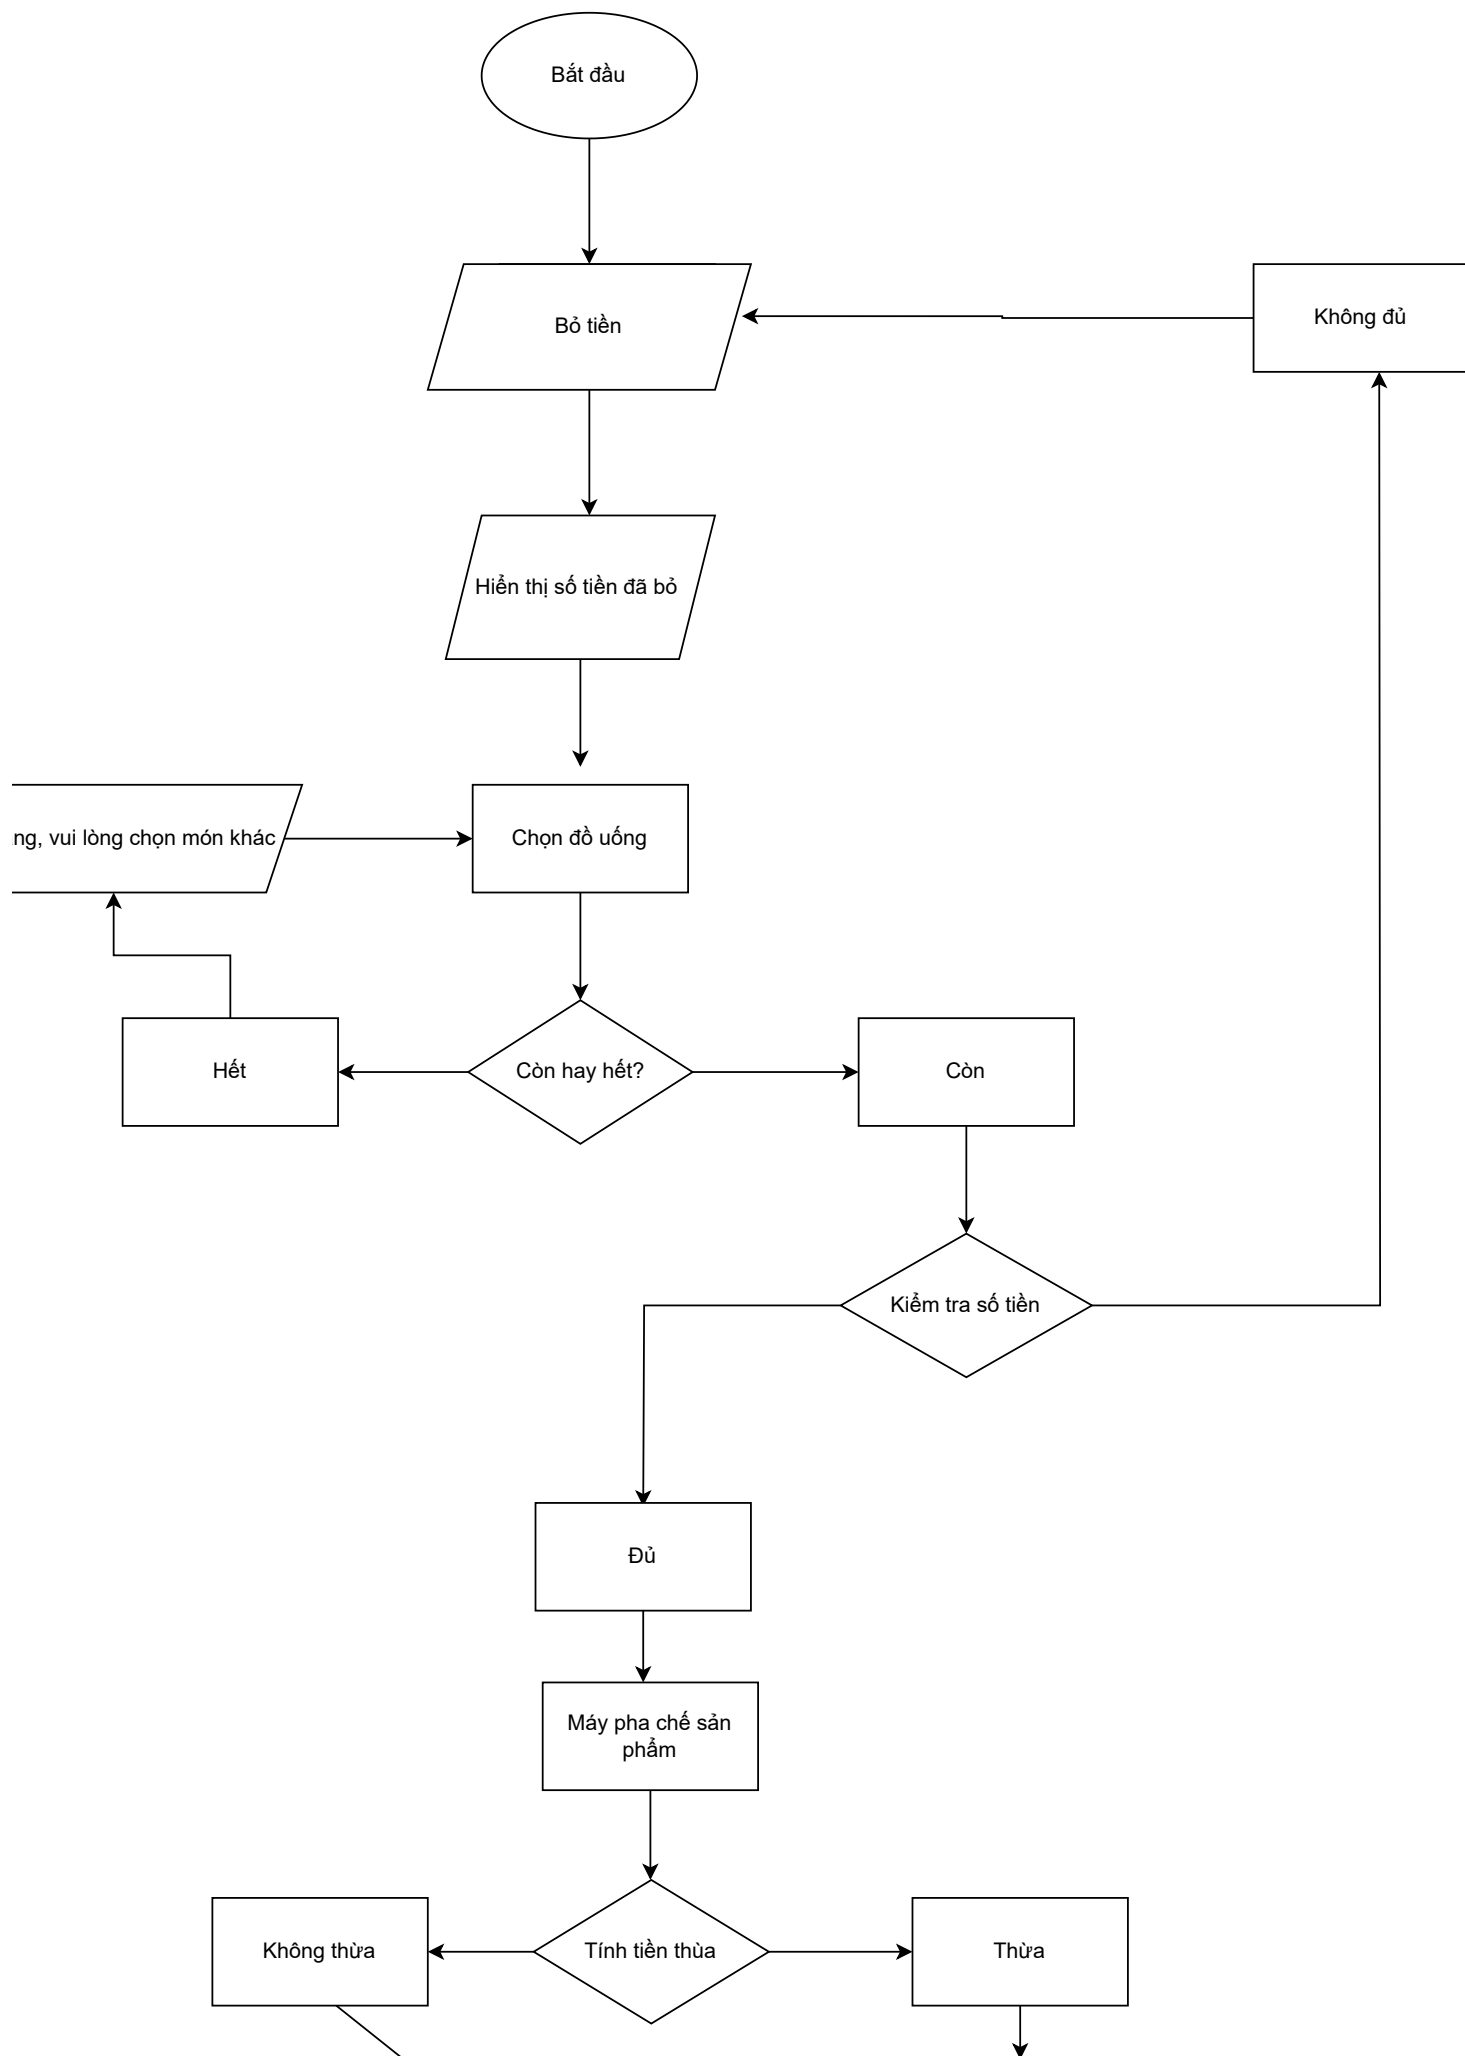 Bắt đầu
Bỏ tiền
Không đủ
Hiển thị số tiền đã bỏ
vui lòng chọn món khác
Chọn đồ uống
Hết
Còn hay hết?
Còn
Kiểm tra số tiền
Đủ
Máy pha chế sản
phẩm
Không thừa
Tính tiền thùa
Thừa